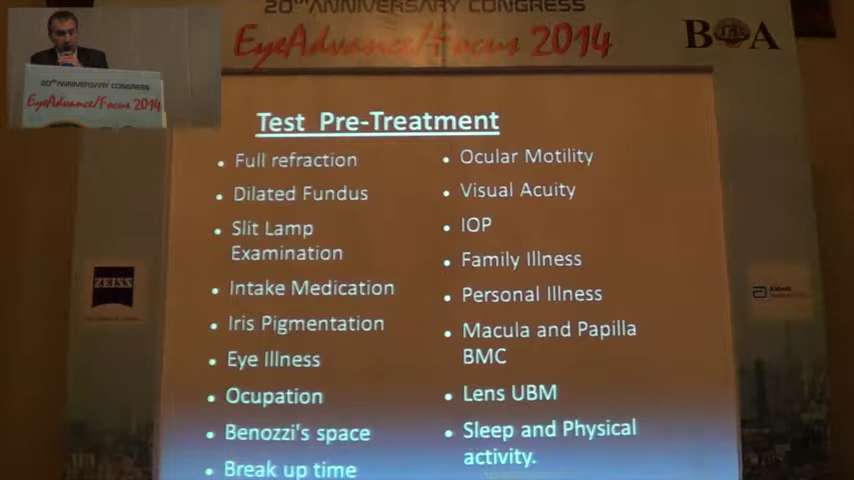 20TH ANNIVERSARY CONGRESS
EyeAdvance/Focus 2014
BOA
20TH ANNIVERSARY CONGRESS
EyeAdvance/Focus 2014
Test Pre-Treatment
• Full refraction
• Dilated Fundus
• Slit Lamp
Examination
• Intake Medication
• Iris Pigmentation
• Eye Illness
• Ocupation
• Benozzi's space
• Break up time
• Ocular Motility
• Visual Acuity
• IOP
• Family Illness
• Personal Illness
• Macula and Papilla
BMC
• Lens UBM
• Sleep and Physical
activity.
ZEISS
Abbott